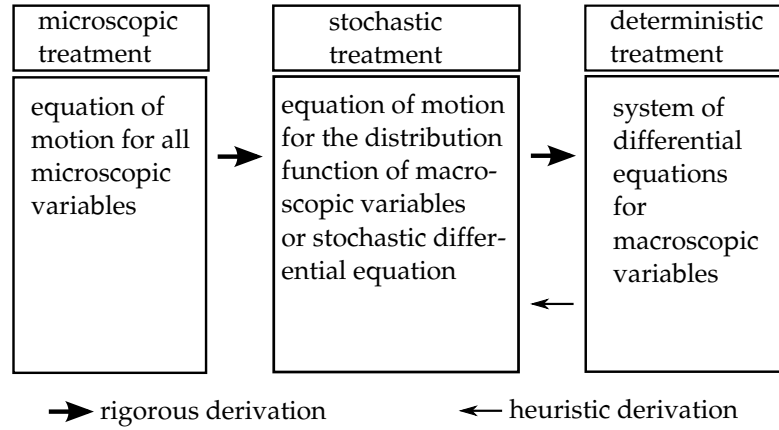 microscopic
treatment
stochastic
treatment
deterministic
treatment
equation of
motion for all
microscopic
variables
equation of motion
for the distribution
function of macro-
scopic variables
or stochastic differ-
ential equation
system of
differential
equations
for
macroscopic
variables
rigorous derivation
heuristic derivation